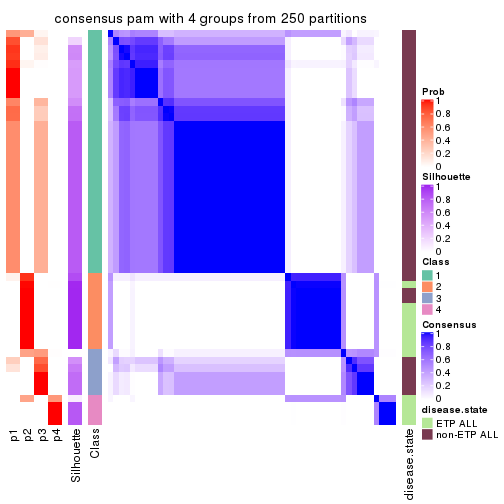 consensus pam with 4 groups from 250 partitions
Prob
1
0.8
0.6
0.4
0.2
0
Silhouette
1
0.8
0.6
0.4
0.2
0
Class
1
2
3
4
Consensus
1
0.8
0.6
0.4
0.2
0
disease.state
ETP ALL
non-ETP ALL
p1
p2
p3
p4
Silhouette
Class
disease.state